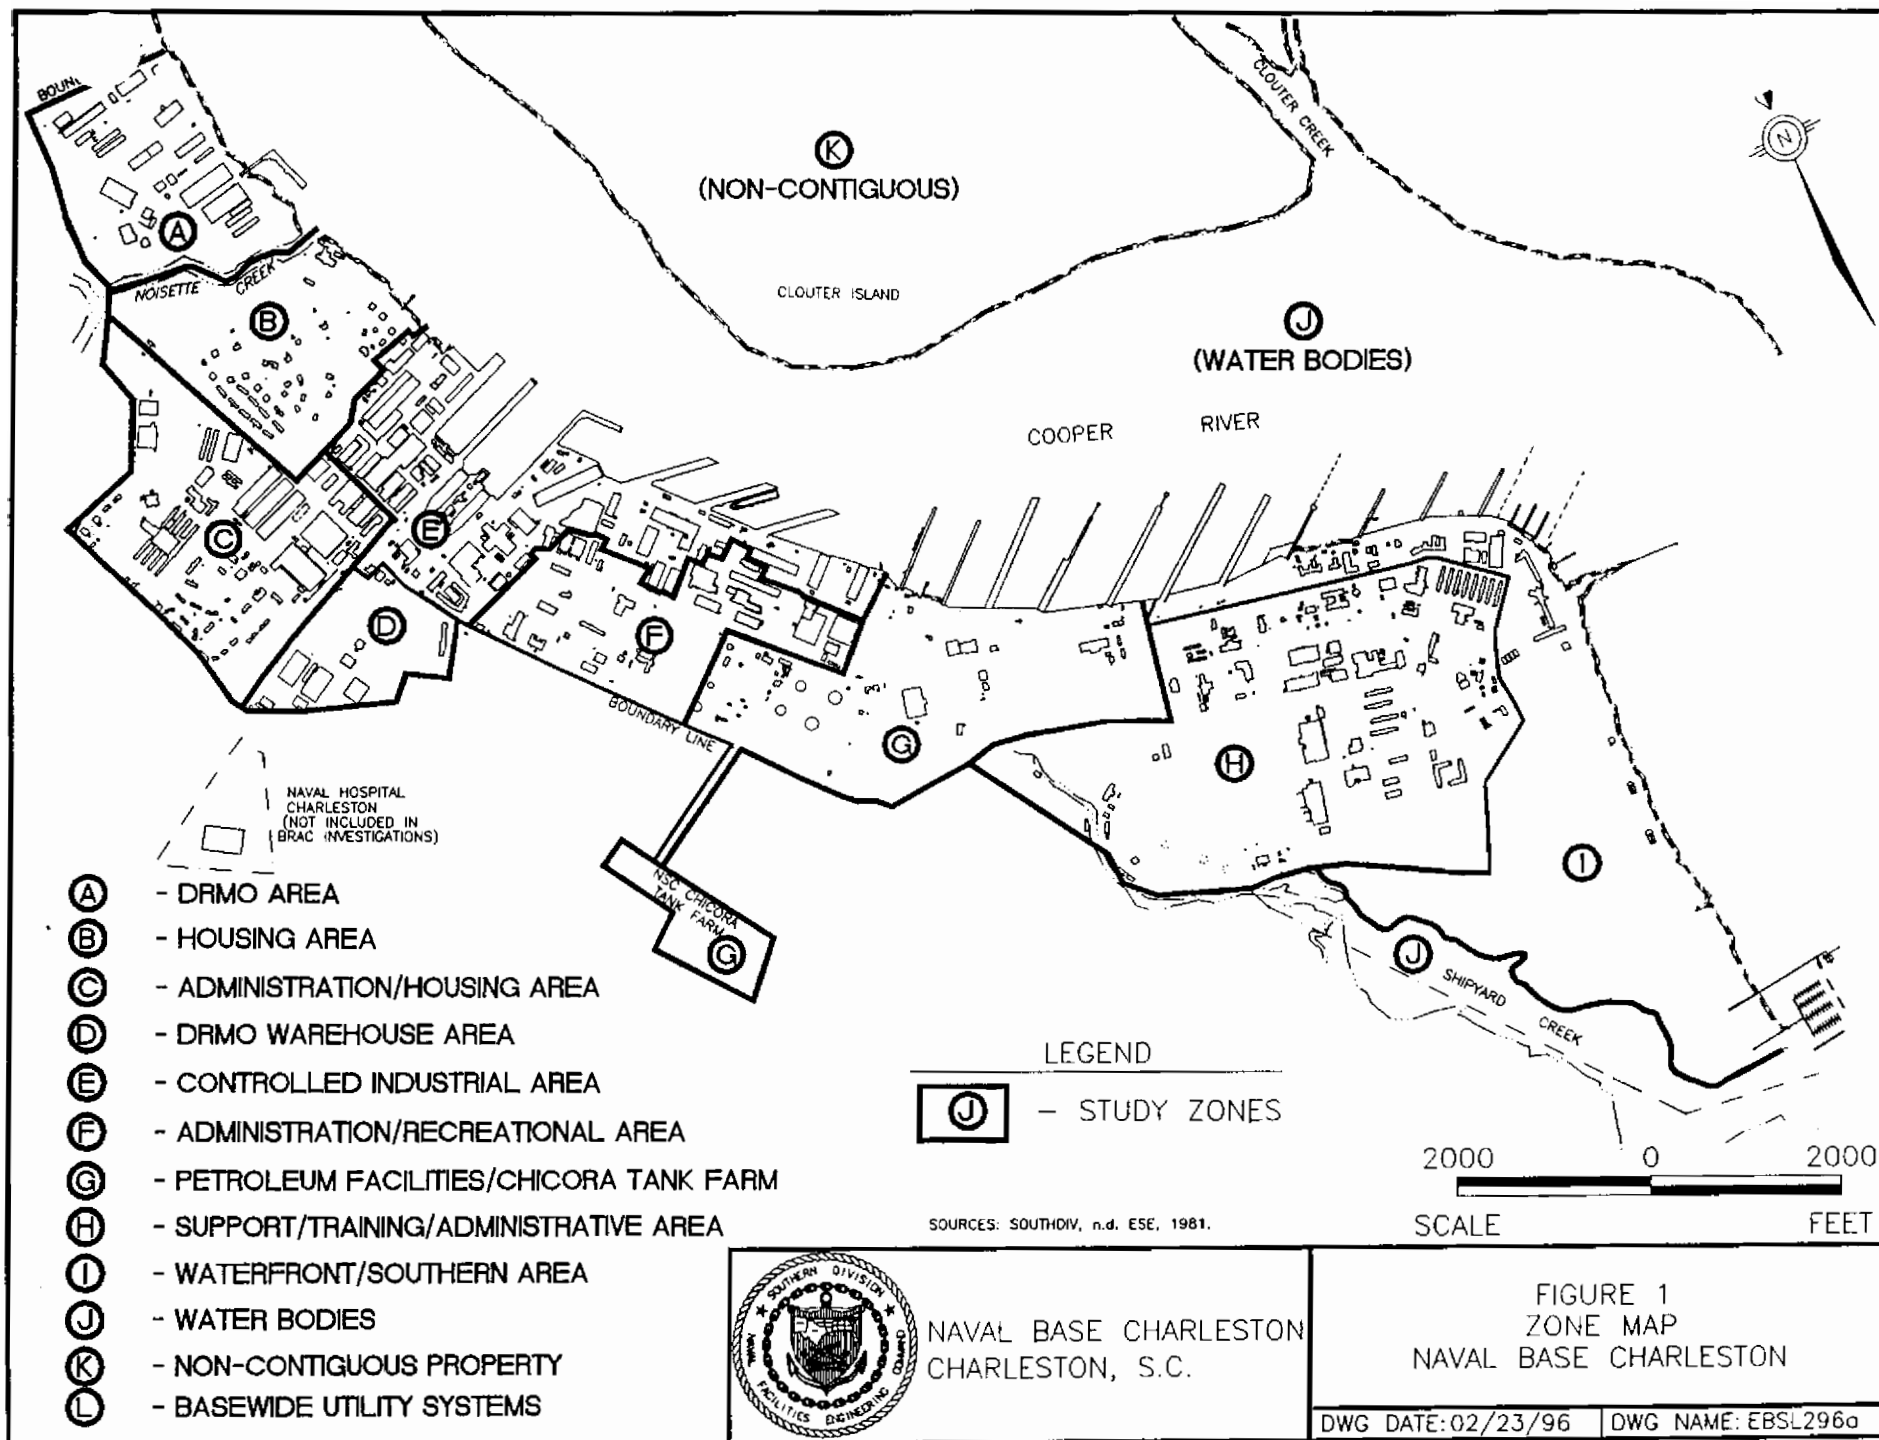 BOUN
CLOUTER CREEK
N
K
(NON-CONTIGUOUS)
A
NOISETTE CREEK
CLOUTER ISLAND
B
J
(WATER BODIES)
COOPER RIVER
E
C
D
F
BOUNDARY LINE
G
H
NAVAL HOSPITAL
CHARLESTON
(NOT INCLUDED IN
BRAC INVESTIGATIONS)
NSC CHICORA
TANK FARM
G
I
J
SHIPYARD
CREEK
A - DRMO AREA
B - HOUSING AREA
C - ADMINISTRATION/HOUSING AREA
D - DRMO WAREHOUSE AREA
E - CONTROLLED INDUSTRIAL AREA
F - ADMINISTRATION/RECREATIONAL AREA
G - PETROLEUM FACILITIES/CHICORA TANK FARM
H - SUPPORT/TRAINING/ADMINISTRATIVE AREA
I - WATERFRONT/SOUTHERN AREA
J - WATER BODIES
K - NON-CONTIGUOUS PROPERTY
L - BASEWIDE UTILITY SYSTEMS
LEGEND
J - STUDY ZONES
2000 0 2000
SCALE FEET
SOURCES: SOUTHDIV, n.d. ESE, 1981.
SOUTHERN DIVISION
NAVAL FACILITIES ENGINEERING COMMAND
NAVAL BASE CHARLESTON
CHARLESTON, S.C.
FIGURE 1
ZONE MAP
NAVAL BASE CHARLESTON
DWG DATE: 02/23/96 DWG NAME: EBSL296a